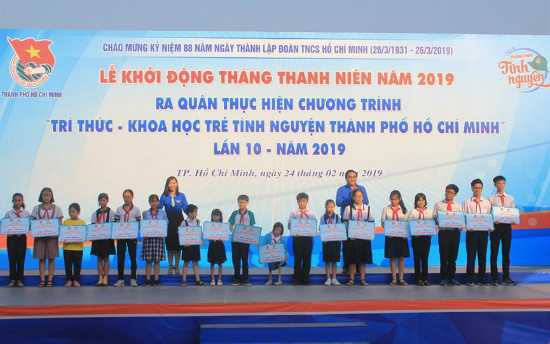 CHÀO MỪNG KỶ NIỆM 88 NĂM NGÀY THÀNH LẬP ĐOÀN TNCS HỒ CHÍ MINH (26/3/1931 - 26/3/2019)
LỄ KHỞI ĐỘNG THÁNG THANH NIÊN NĂM 2019
RA QUÂN THỰC HIỆN CHƯƠNG TRÌNH
"TRI THỨC - KHOA HỌC TRẺ TÌNH NGUYỆN THÀNH PHỐ HỒ CHÍ MINH"
LẦN 10 - NĂM 2019
TP. Hồ Chí Minh, ngày 24 tháng 02 năm 2019
THÀNH PHỐ HỒ CHÍ MINH
Tình nguyện